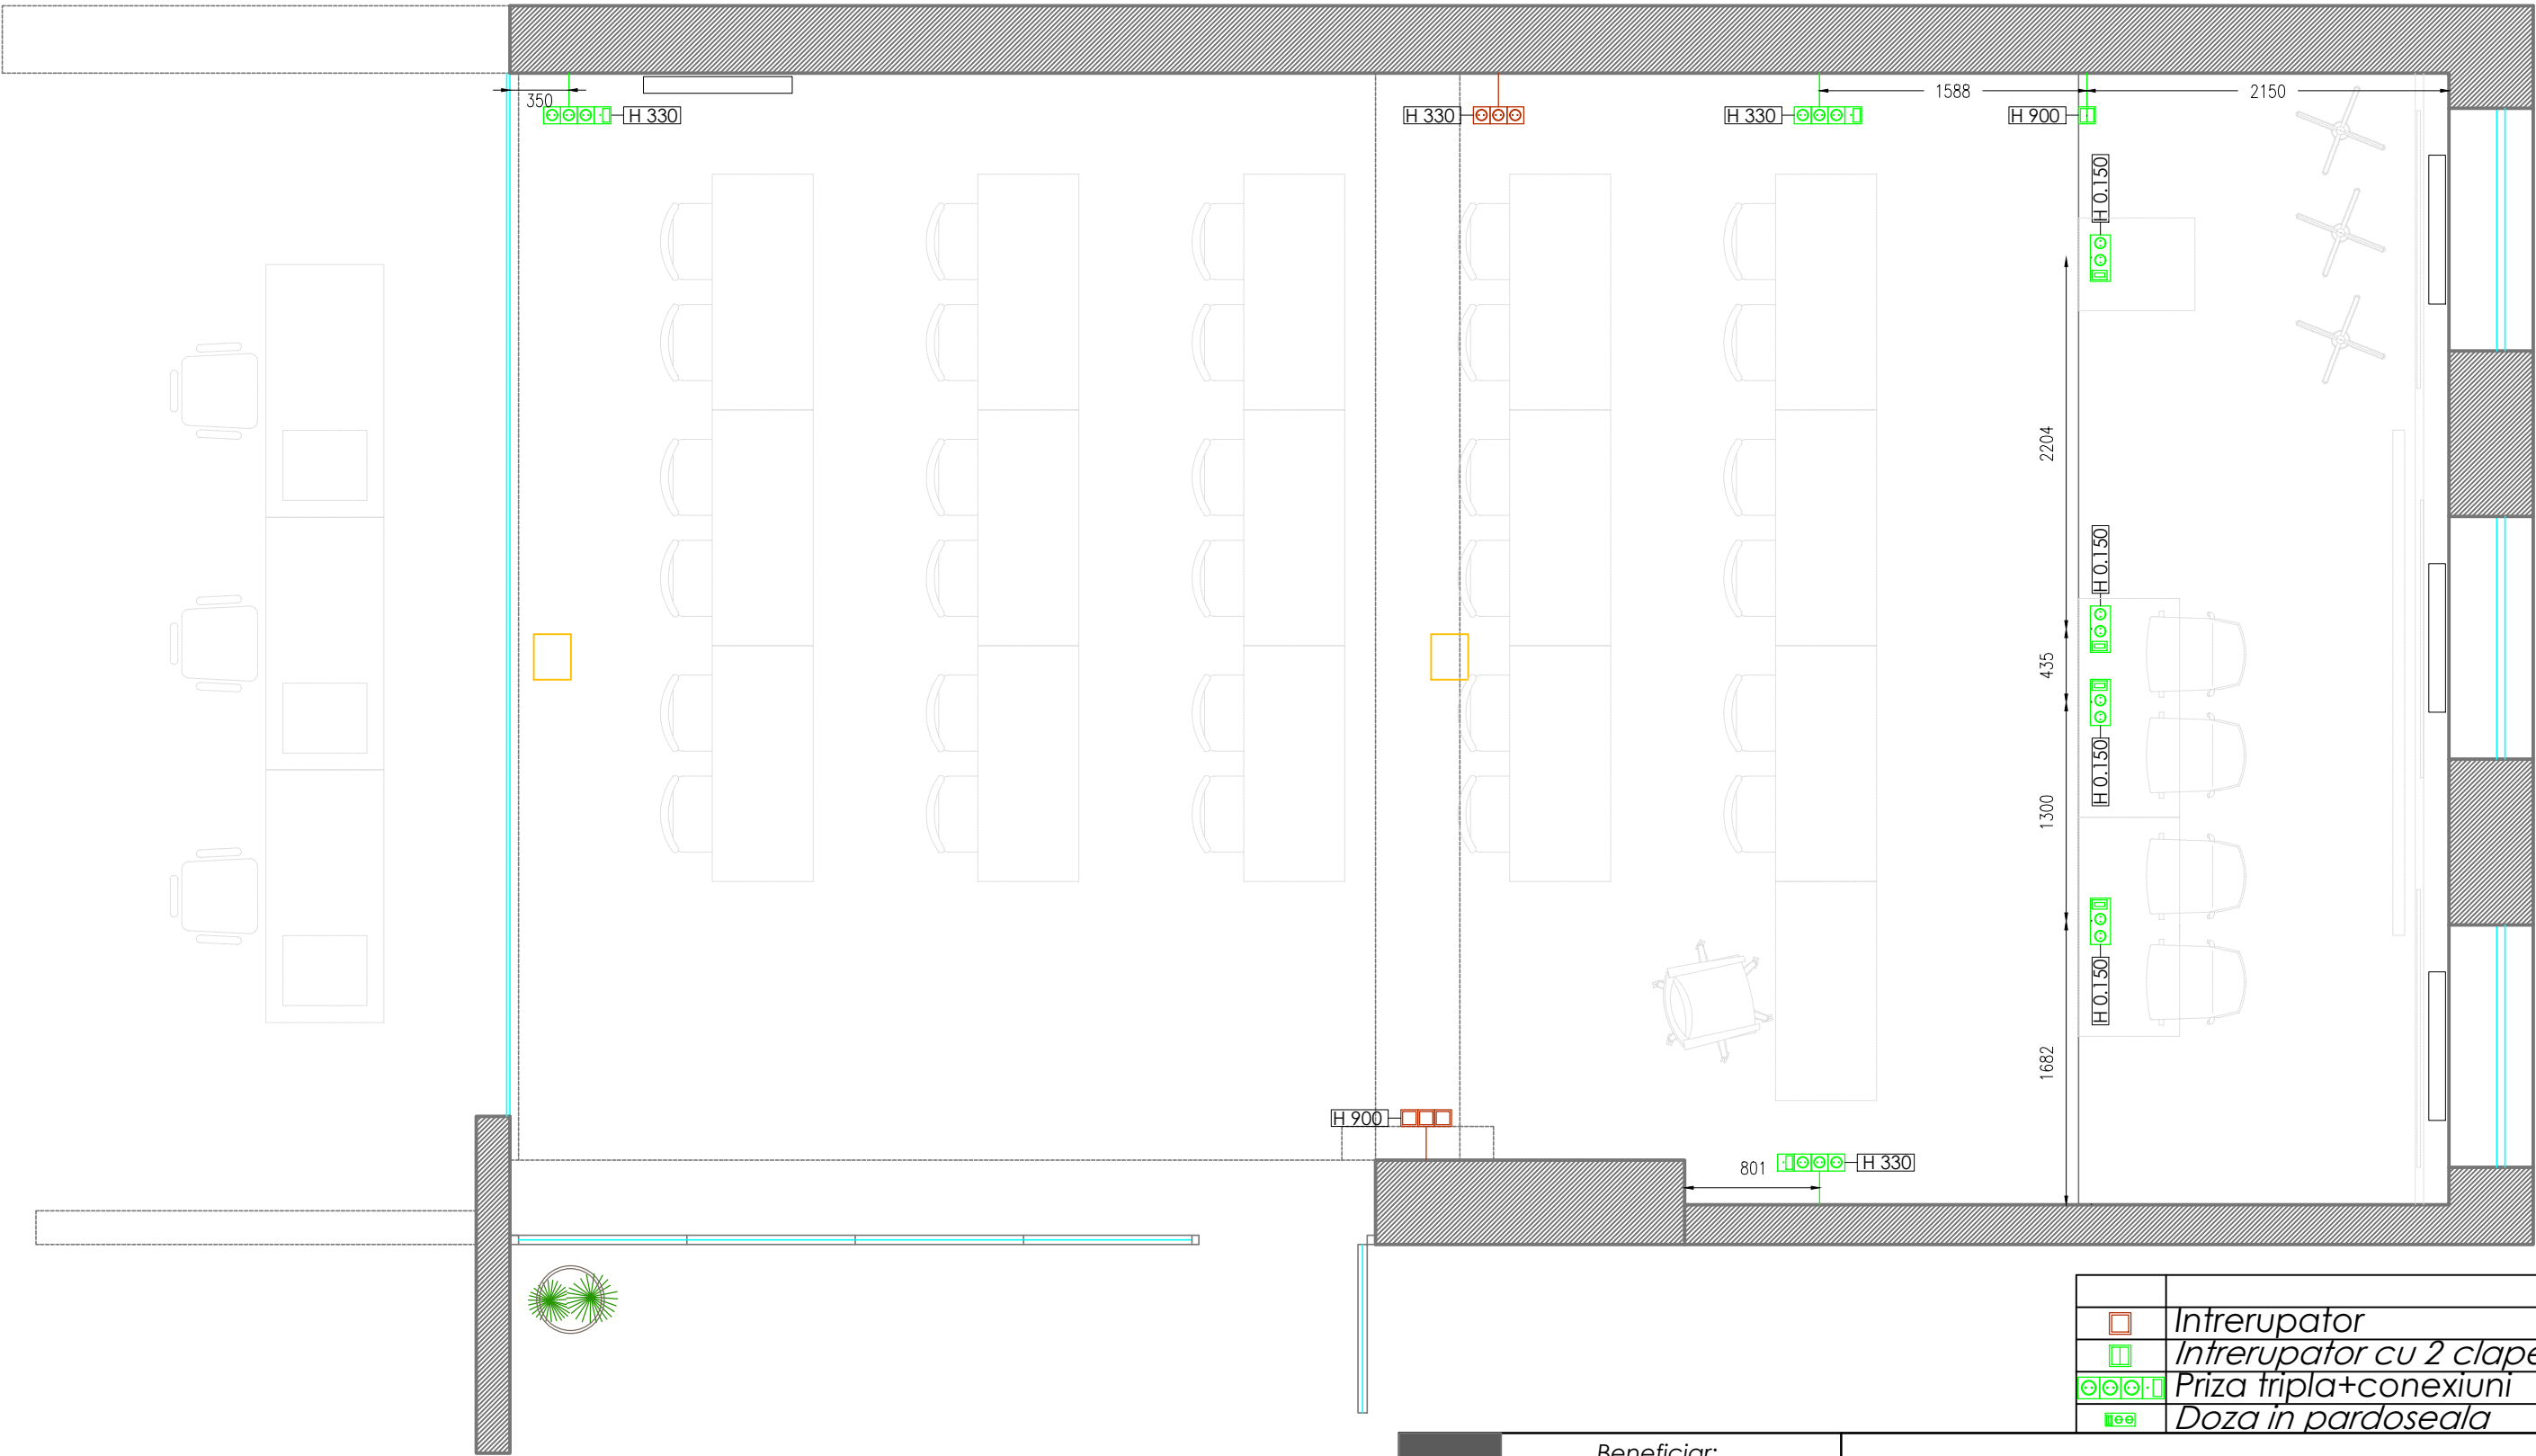 350
1588
2150
H 330
H 330
H 330
H 900
H 0.150
2204
H 0.150
435
H 0.150
1300
H 0.150
1682
H 900
801
H 330
Intrerupator
Intrerupator cu 2 clape
Priza tripla+conexiuni
Doza in pardoseala
Beneficiar: